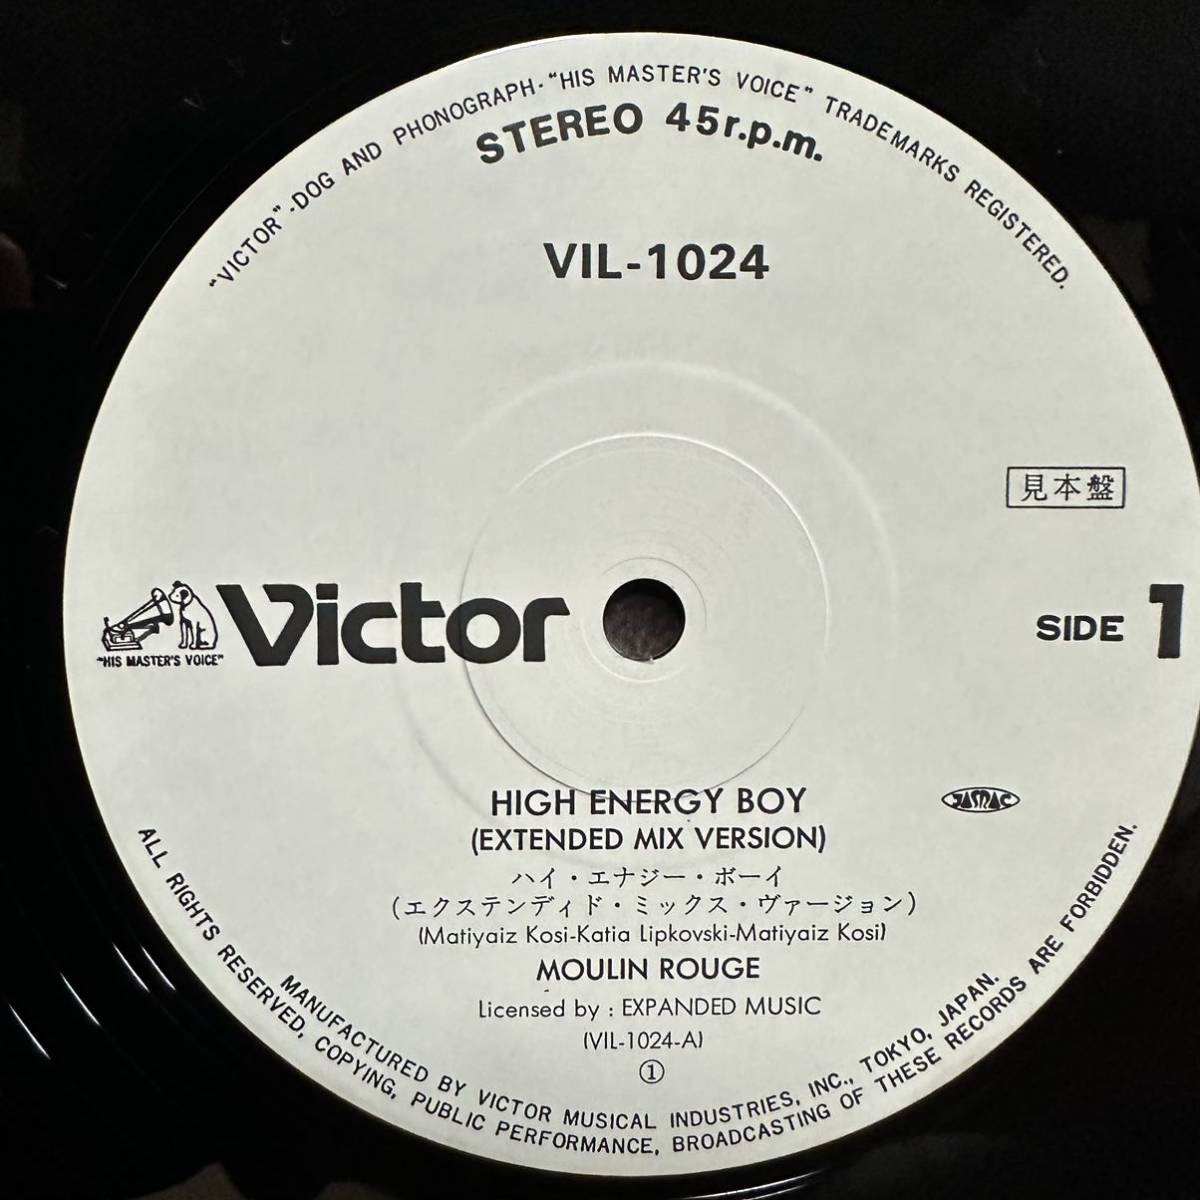 "VICTOR"-DOG AND PHONOGRAPH-"HIS MASTER'S VOICE" TRADEMARKS REGISTERED.
STEREO 45r.p.m.
VIL-1024
見本盤
"HIS MASTER'S VOICE"
Victor
SIDE 1
HIGH ENERGY BOY
(EXTENDED MIX VERSION)
JASRAC
ハイ・エナジー・ボーイ
(エクステンディド・ミックス・ヴァージョン)
(Matiyaiz Kosi-Katia Lipkovski-Matiyaiz Kosi)
MOULIN ROUGE
Licensed by : EXPANDED MUSIC
(VIL-1024-A)
①
MANUFACTURED BY VICTOR MUSICAL INDUSTRIES, INC., TOKYO, JAPAN.
ALL RIGHTS RESERVED, COPYING, PUBLIC PERFORMANCE, BROADCASTING OF THESE RECORDS ARE FORBIDDEN.